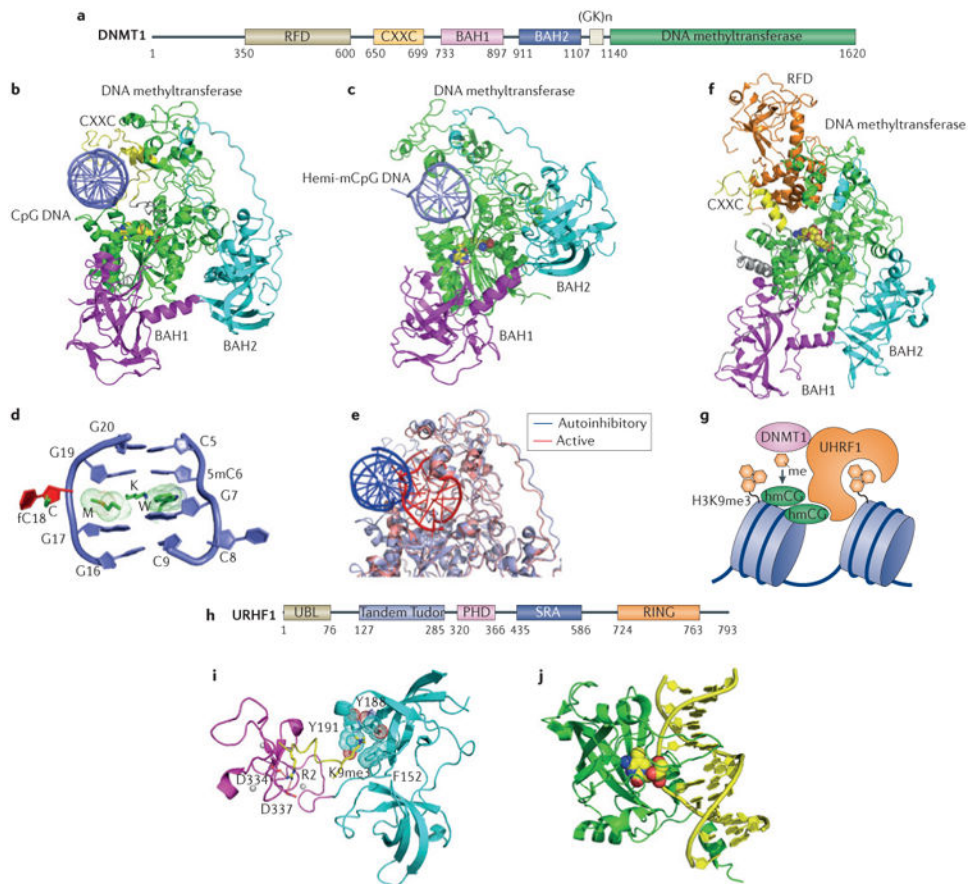 a
(GK)n
DNMT1 RFD CXXC BAH1 BAH2 DNA methyltransferase
1 350 600 650 699 733 897 911 1107 1140 1620
b
DNA methyltransferase
CXXC
CpG DNA
BAH1
BAH2
c
DNA methyltransferase
Hemi-mCpG DNA
BAH2
BAH1
f
RFD
DNA methyltransferase
CXXC
BAH2
BAH1
d
G20
C5
G19
5mC6
K
G7
fC18
C
M
W
G17
C8
G16
C9
e
Autoinhibitory
Active
g
DNMT1
UHRF1
me
H3K9me3
hmCG
hmCG
h
URHF1 UBL Tandem Tudor PHD SRA RING
1 76 127 285 320 366 435 586 724 763 793
i
Y188
Y191
K9me3
D334
R2
F152
D337
j